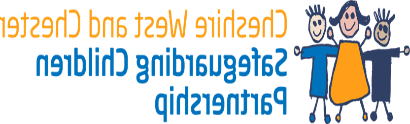 Cheshire West and Chester
Safeguarding Children
Partnership